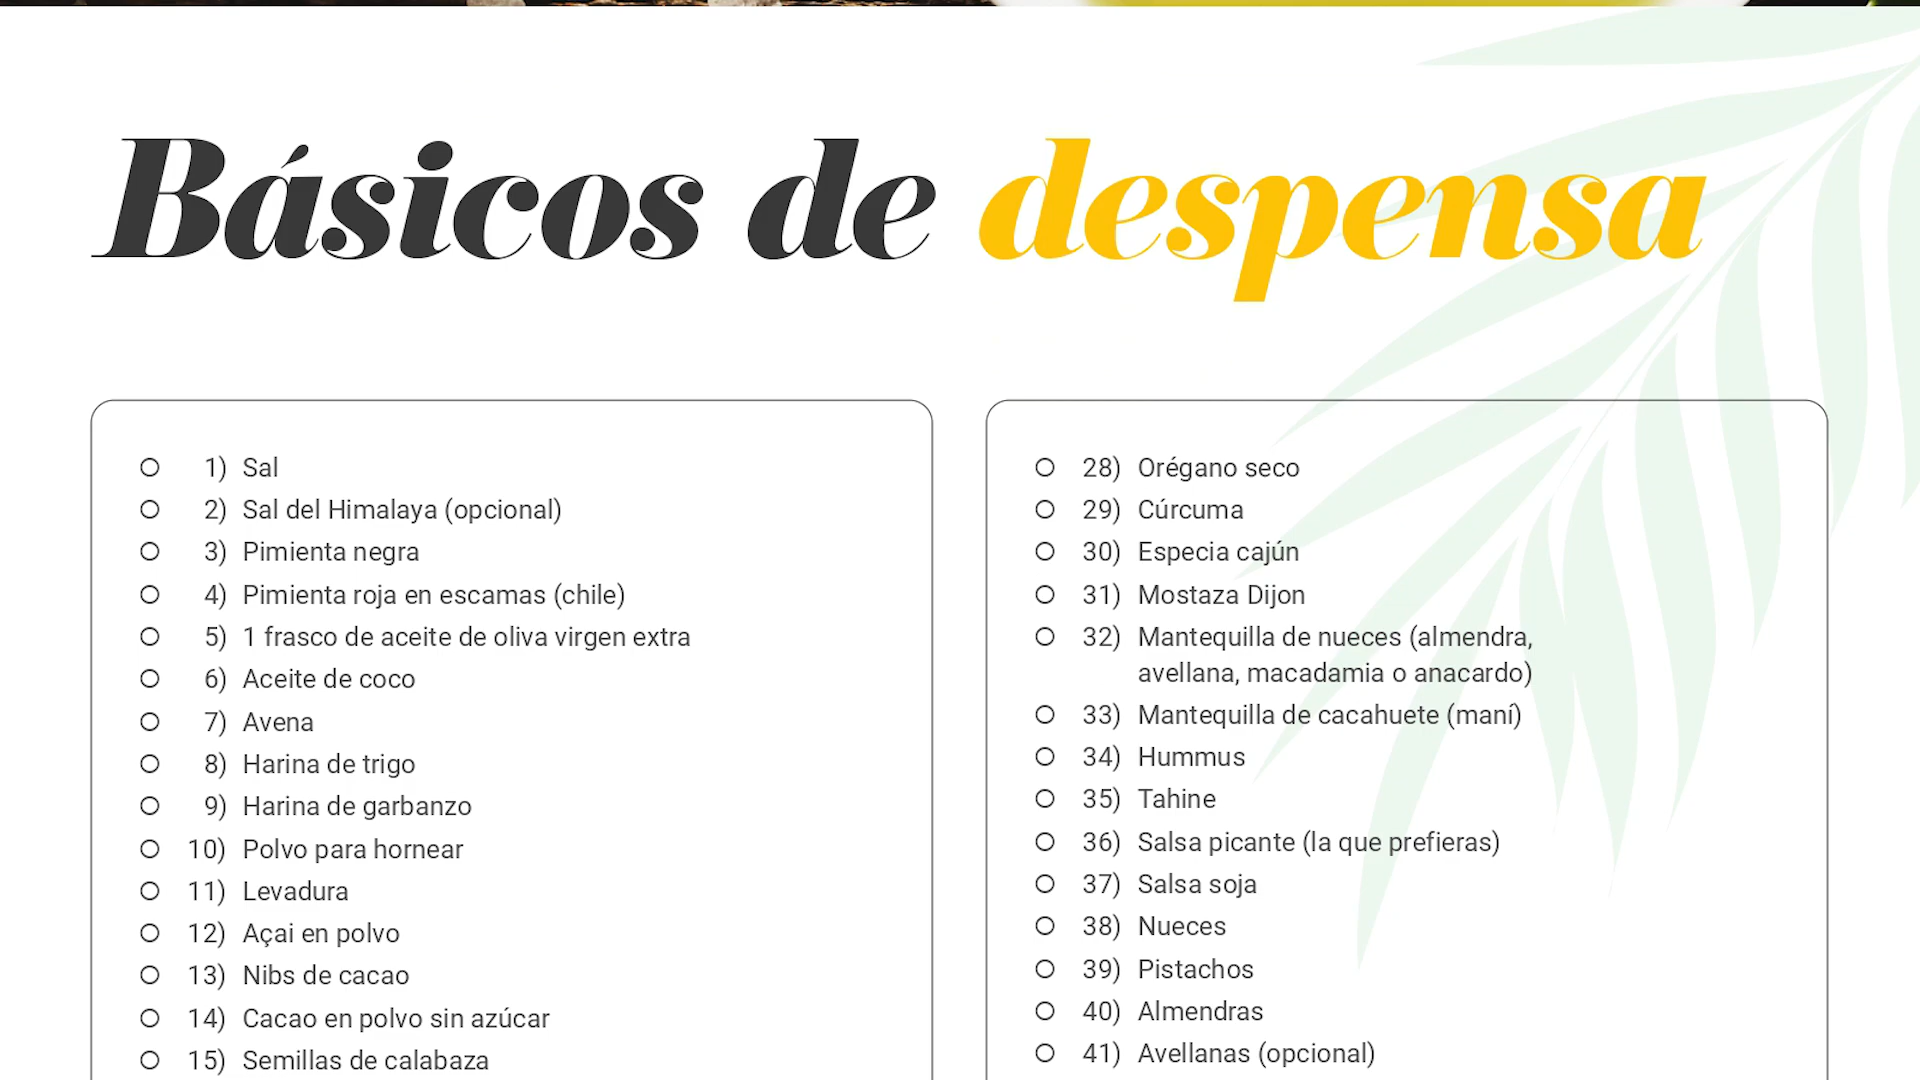 Básicos de despensa
1) Sal
2) Sal del Himalaya (opcional)
3) Pimienta negra
4) Pimienta roja en escamas (chile)
5) 1 frasco de aceite de oliva virgen extra
6) Aceite de coco
7) Avena
8) Harina de trigo
9) Harina de garbanzo
10) Polvo para hornear
11) Levadura
12) Açai en polvo
13) Nibs de cacao
14) Cacao en polvo sin azúcar
15) Semillas de calabaza
28) Orégano seco
29) Cúrcuma
30) Especia cajún
31) Mostaza Dijon
32) Mantequilla de nueces (almendra,
avellana, macadamia o anacardo)
33) Mantequilla de cacahuete (maní)
34) Hummus
35) Tahine
36) Salsa picante (la que prefieras)
37) Salsa soja
38) Nueces
39) Pistachos
40) Almendras
41) Avellanas (opcional)